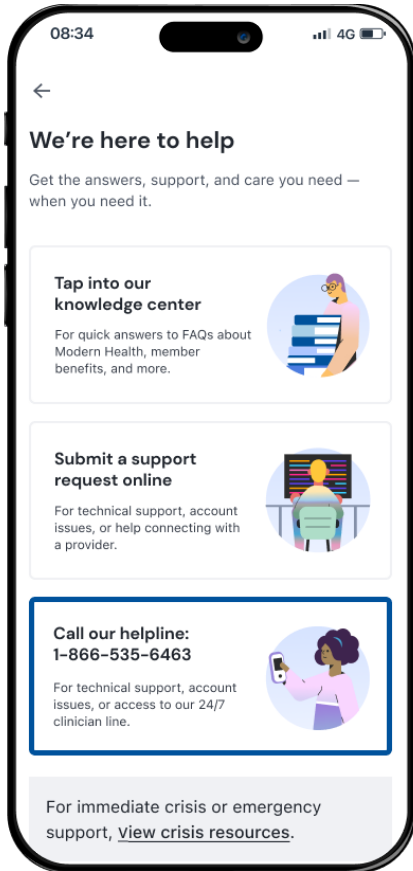 08:34
4G
We're here to help
Get the answers, support, and care you need —
when you need it.
Tap into our
knowledge center
For quick answers to FAQs about
Modern Health, member
benefits, and more.
Submit a support
request online
For technical support, account
issues, or help connecting with
a provider.
Call our helpline:
1-866-535-6463
For technical support, account
issues, or access to our 24/7
clinician line.
For immediate crisis or emergency
support, View crisis resources.